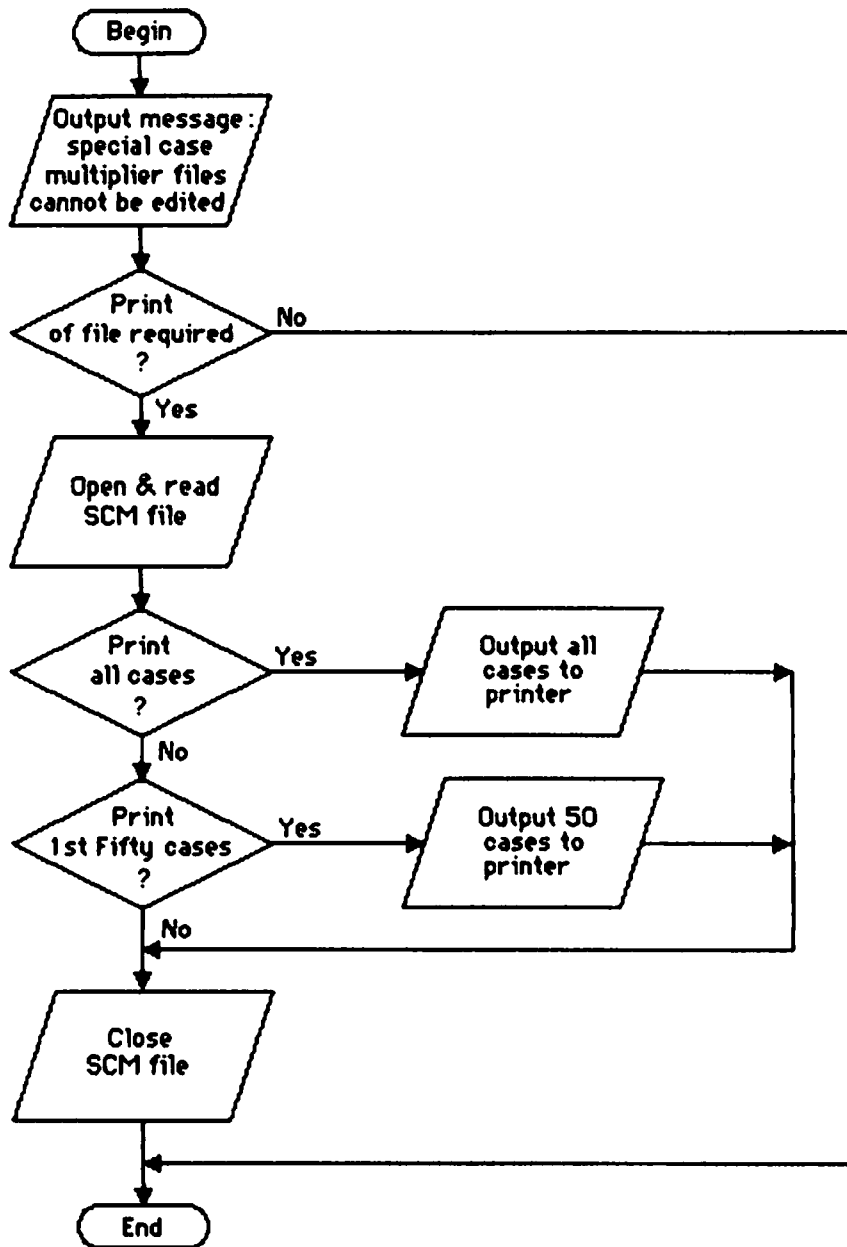 Begin
Output message:
special case
multiplier files
cannot be edited
Print
of file required
?
No
Yes
Open & read
SCM file
Print
all cases
?
Yes
Output all
cases to
printer
No
Print
1st Fifty cases
?
Yes
Output 50
cases to
printer
No
Close
SCM file
End